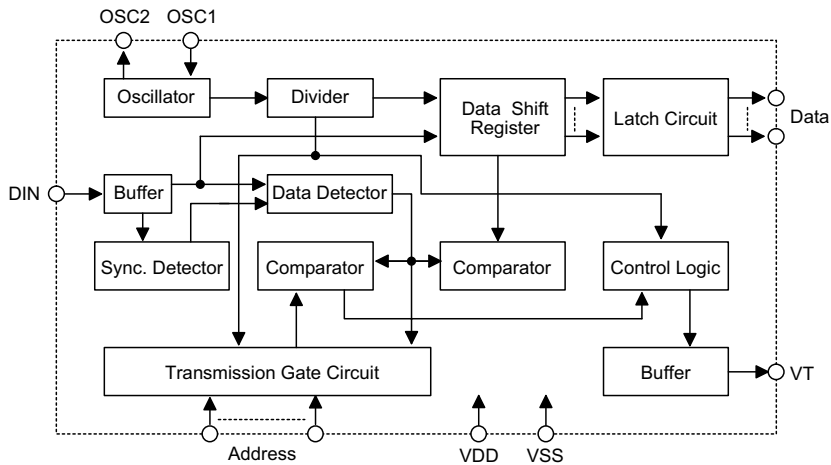 OSC2 OSC1
Oscillator
Divider
Data Shift
Register
Latch Circuit
Data
DIN
Buffer
Data Detector
Sync. Detector
Comparator
Comparator
Control Logic
Transmission Gate Circuit
Buffer
VT
Address
VDD
VSS